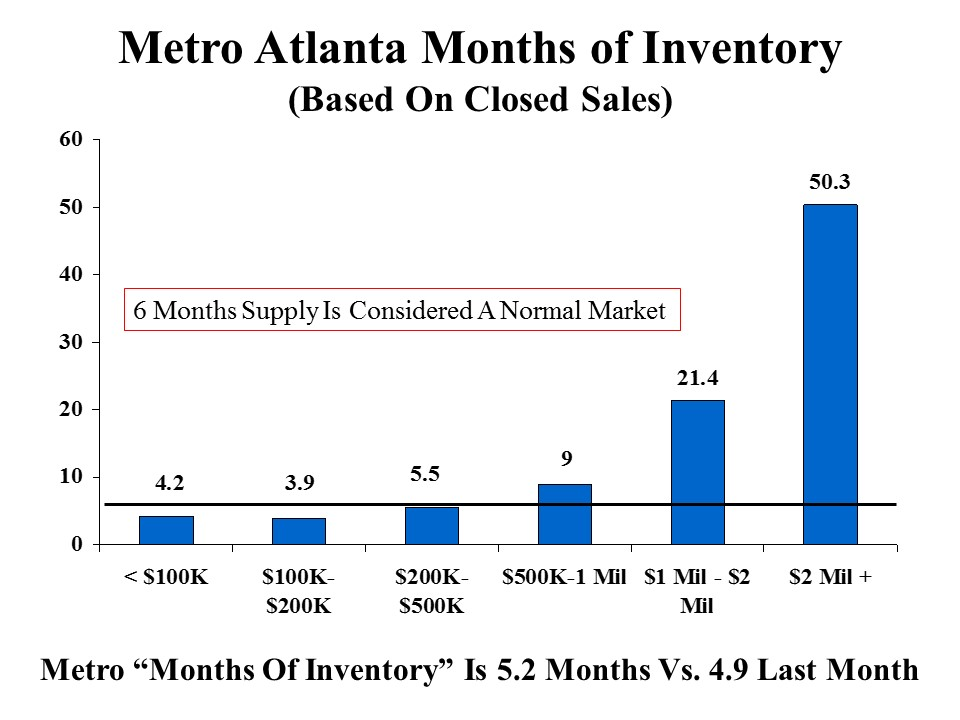 Metro Atlanta Months of Inventory
(Based On Closed Sales)
60
50
40
30
20
10
0
50.3
6 Months Supply Is Considered A Normal Market
21.4
9
5.5
4.2 3.9
< $100K $100K- $200K- $500K-1 Mil $1 Mil - $2 $2 Mil +
$200K $500K Mil
Metro “Months Of Inventory” Is 5.2 Months Vs. 4.9 Last Month